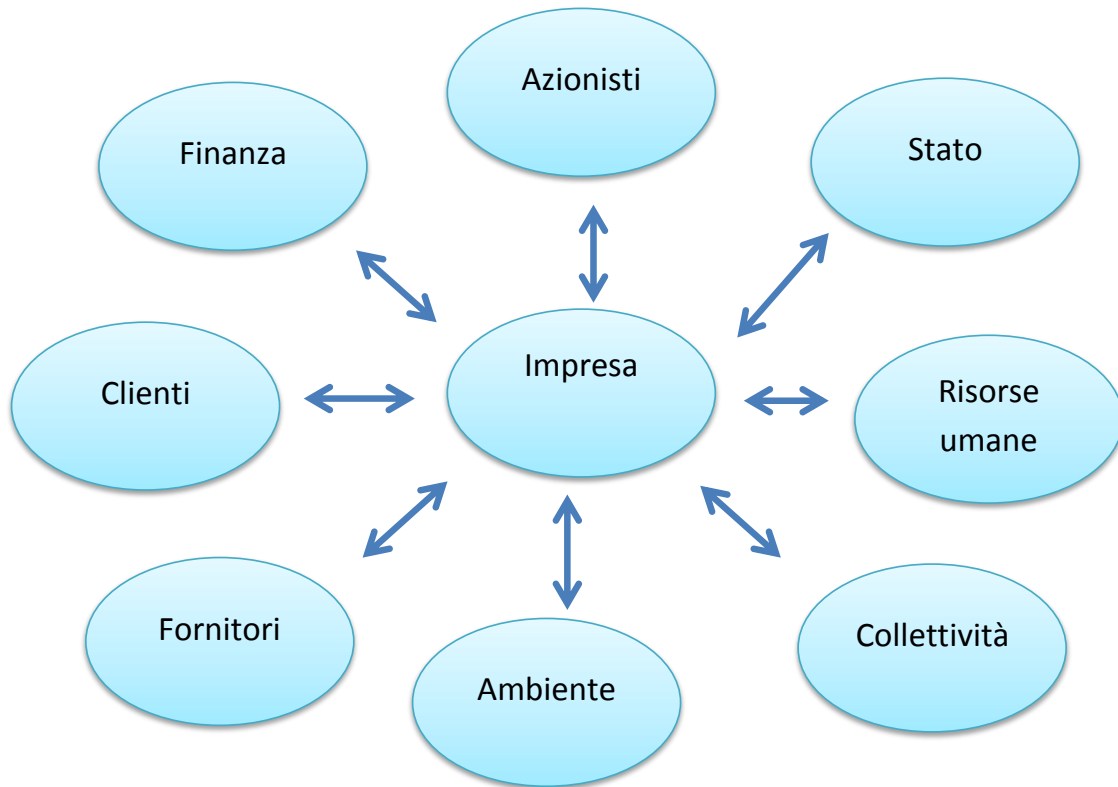 Azionisti
Finanza
Stato
Impresa
Clienti
Risorse
umane
Fornitori
Collettività
Ambiente